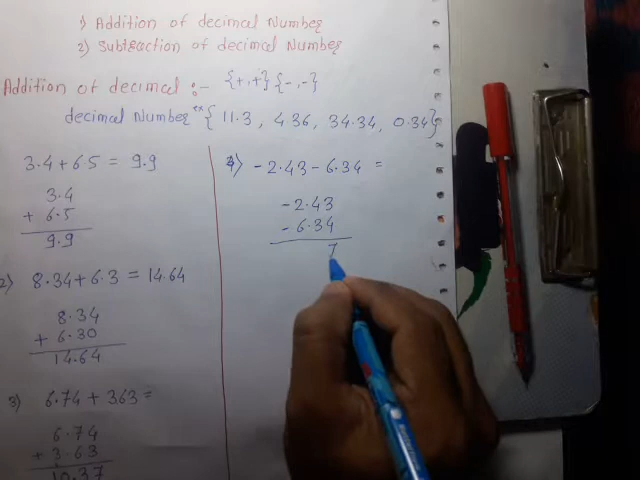 1) Addition of decimal Number
2) Subtraction of decimal Number
Addition of decimal :- {+,+} {-,-}
decimal Number ex {11.3, 4 36, 34.34, 0.34}
3.4 + 6 5 = 9.9
3.4
+ 6.5
9.9
2) 8.34 + 6.3 = 14.64
8.34
+ 6.30
14.64
3) 6.74 + 363 =
6.74
+ 3.63
10.37
4) - 2.43 - 6.34 =
- 2.43
- 6.34
7